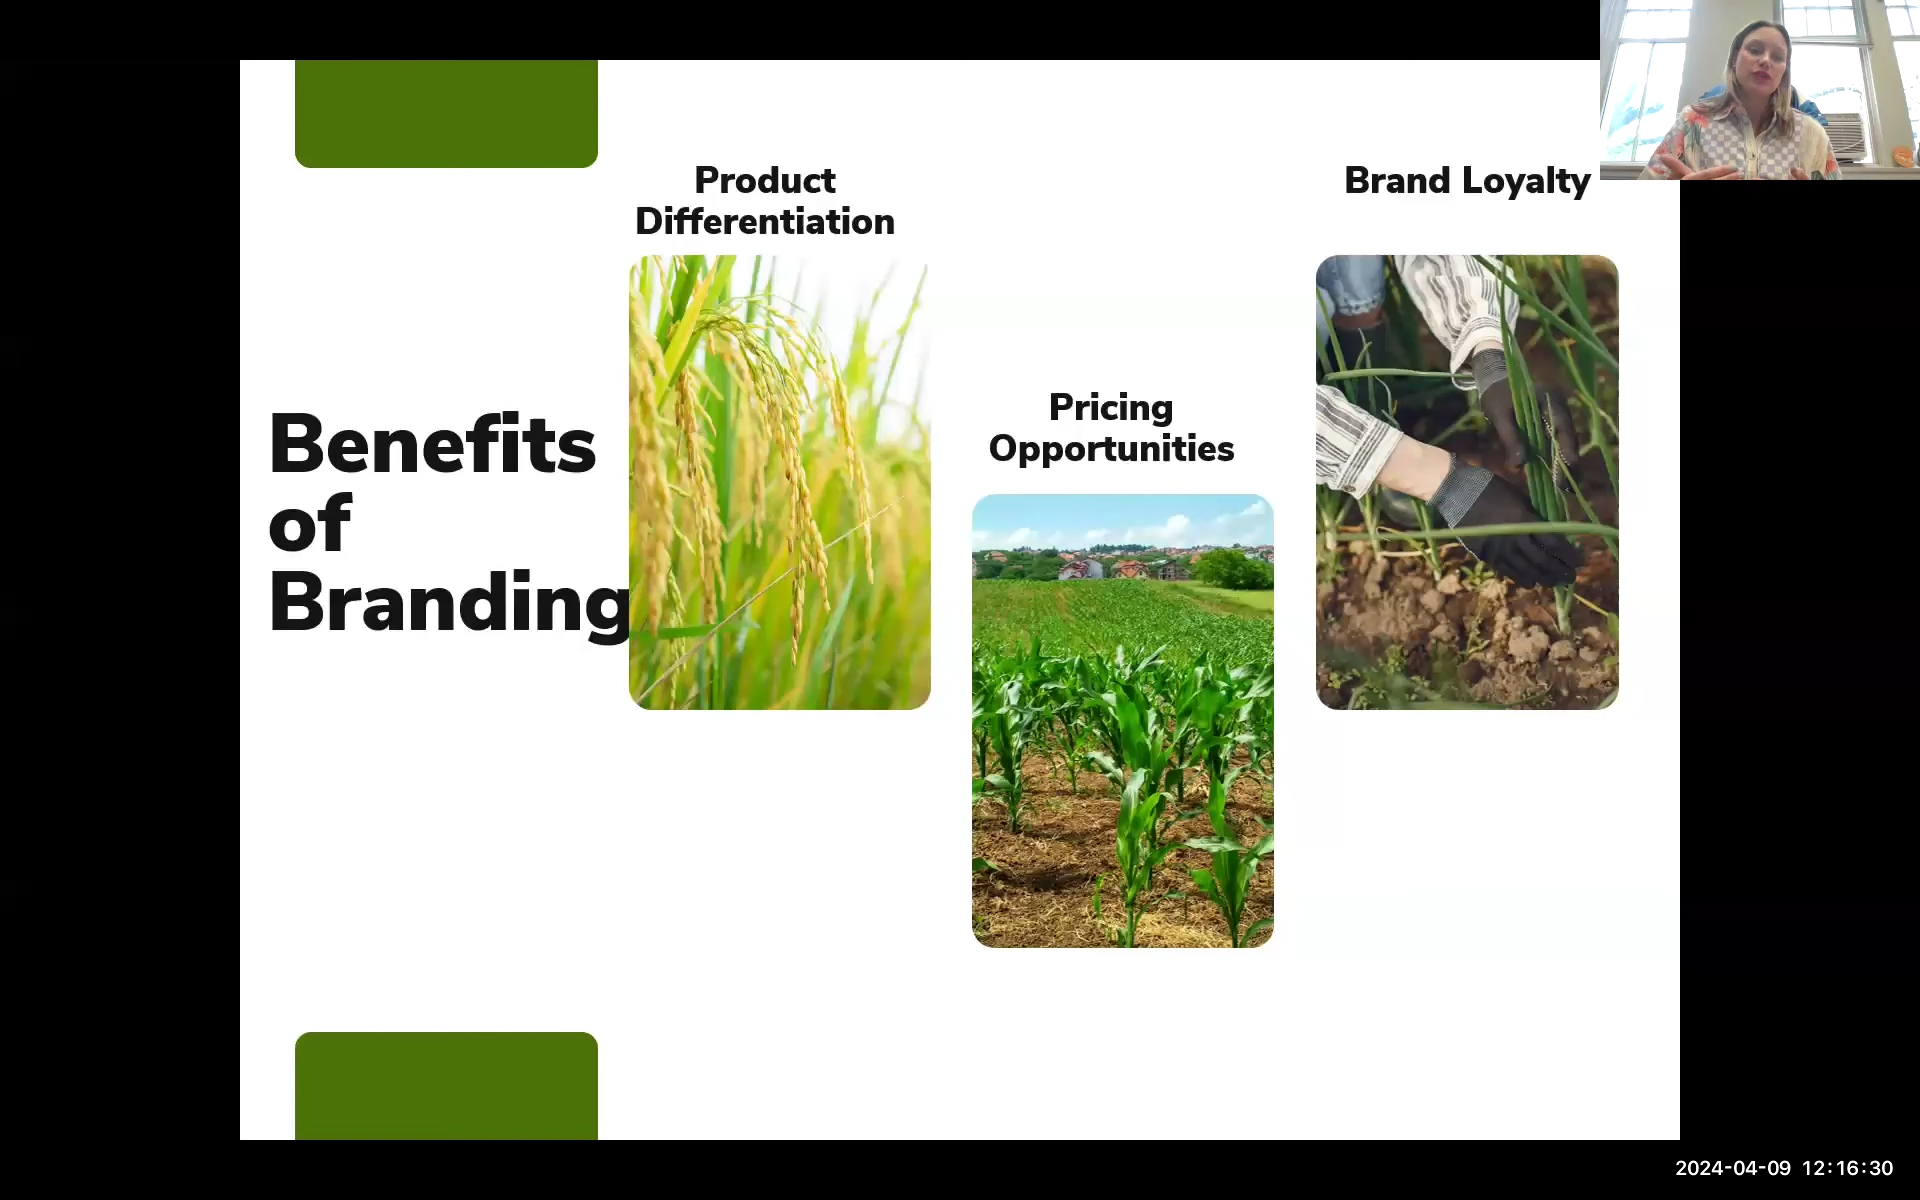 Benefits
of
Branding
Product
Differentiation
Pricing
Opportunities
Brand Loyalty
2024-04-09 12:16:30